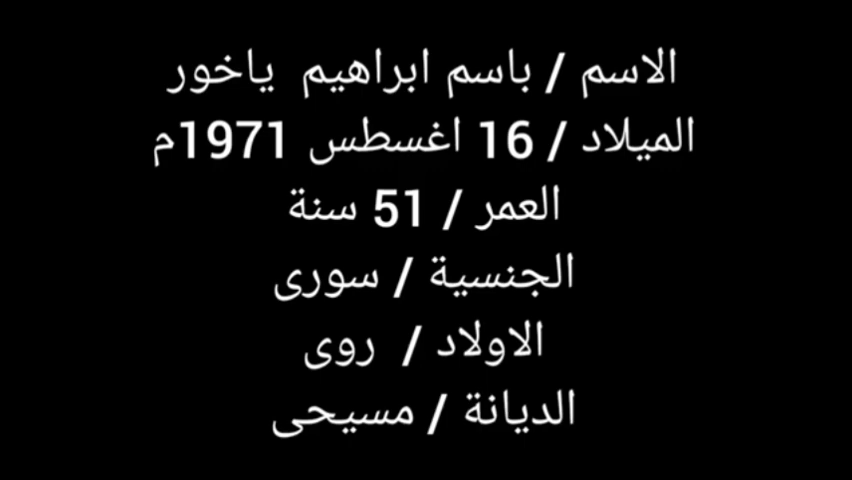 الاسم / باسم ابراهيم ياخور
الميلاد / 16 اغسطس 1971م
العمر / 51 سنة
الجنسية / سورى
الاولاد / روى
الديانة / مسيحى